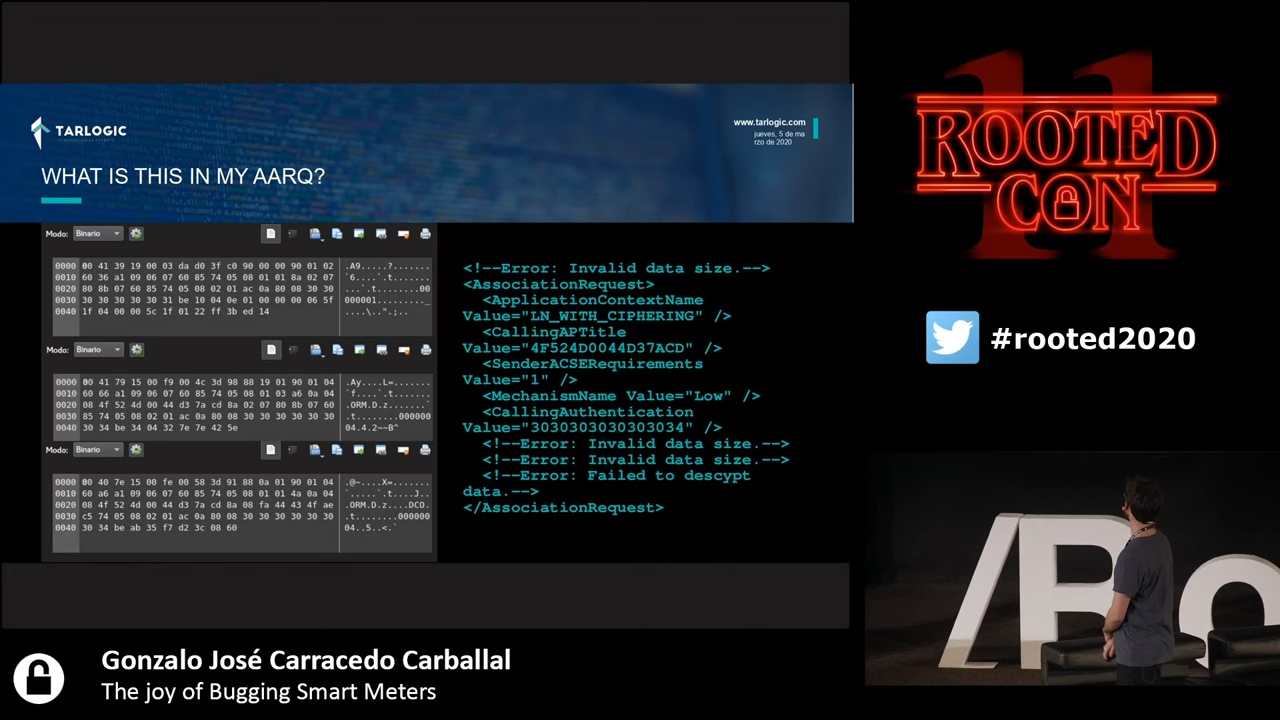 TARLOGIC
www.tarlogic.com
jueves, 5 de ma
rzo de 2020
WHAT IS THIS IN MY AARQ?
Modo: Binario
0000 00 41 39 19 00 03 da d0 3f c0 90 00 00 90 01 02 .A9.....?.......
0010 60 36 a1 09 06 07 60 85 74 05 08 01 01 8a 02 07
0020 80 8b 07 60 85 74 05 08 02 01 ac 0a 80 08 30 30
0030 30 30 30 30 30 31 be 10 04 0e 01 00 00 00 06 5f 000001.........._
0040 1f 04 00 00 5c 1f 01 22 ff 3b ed 14
Modo: Binario
0000 00 41 79 15 00 f9 00 4c 3d 98 88 19 01 90 01 04 .Ay....L=.......
0010 60 66 a1 09 06 07 60 85 74 05 08 01 03 a6 0a 04
0020 08 4f 52 4d 00 44 d3 7a cd 8a 02 07 80 8b 07 60
0030 85 74 05 08 02 01 ac 0a 80 08 30 30 30 30 30 30 .t........000000
0040 30 34 be 34 04 32 7e 7e 42 5e 04.4.2~~B^
Modo: Binario
0000 00 40 7e 15 00 fe 00 58 3d 91 88 0a 01 90 01 04 .@~....X=.......
0010 60 a6 a1 09 06 07 60 85 74 05 08 01 01 4a 0a 04
0020 08 4f 52 4d 00 44 d3 7a cd 8a 08 fa 44 43 4f ae
0030 c5 74 05 08 02 01 ac 0a 80 08 30 30 30 30 30 30 .t........000000
0040 30 34 be ab 35 f7 d2 3c 08 60 04..5..<.`
<!--Error: Invalid data size.-->
<AssociationRequest>
<ApplicationContextName
Value="LN_WITH_CIPHERING" />
<CallingAPTitle
Value="4F524D0044D37ACD" />
<SenderACSERequirements
Value="1" />
<MechanismName Value="Low" />
<CallingAuthentication
Value="3030303030303034" />
<!--Error: Invalid data size.-->
<!--Error: Invalid data size.-->
<!--Error: Failed to descypt
data.-->
</AssociationRequest>
11
ROOTED
CON
#rooted2020
/Ro
Gonzalo José Carracedo Carballal
The joy of Bugging Smart Meters